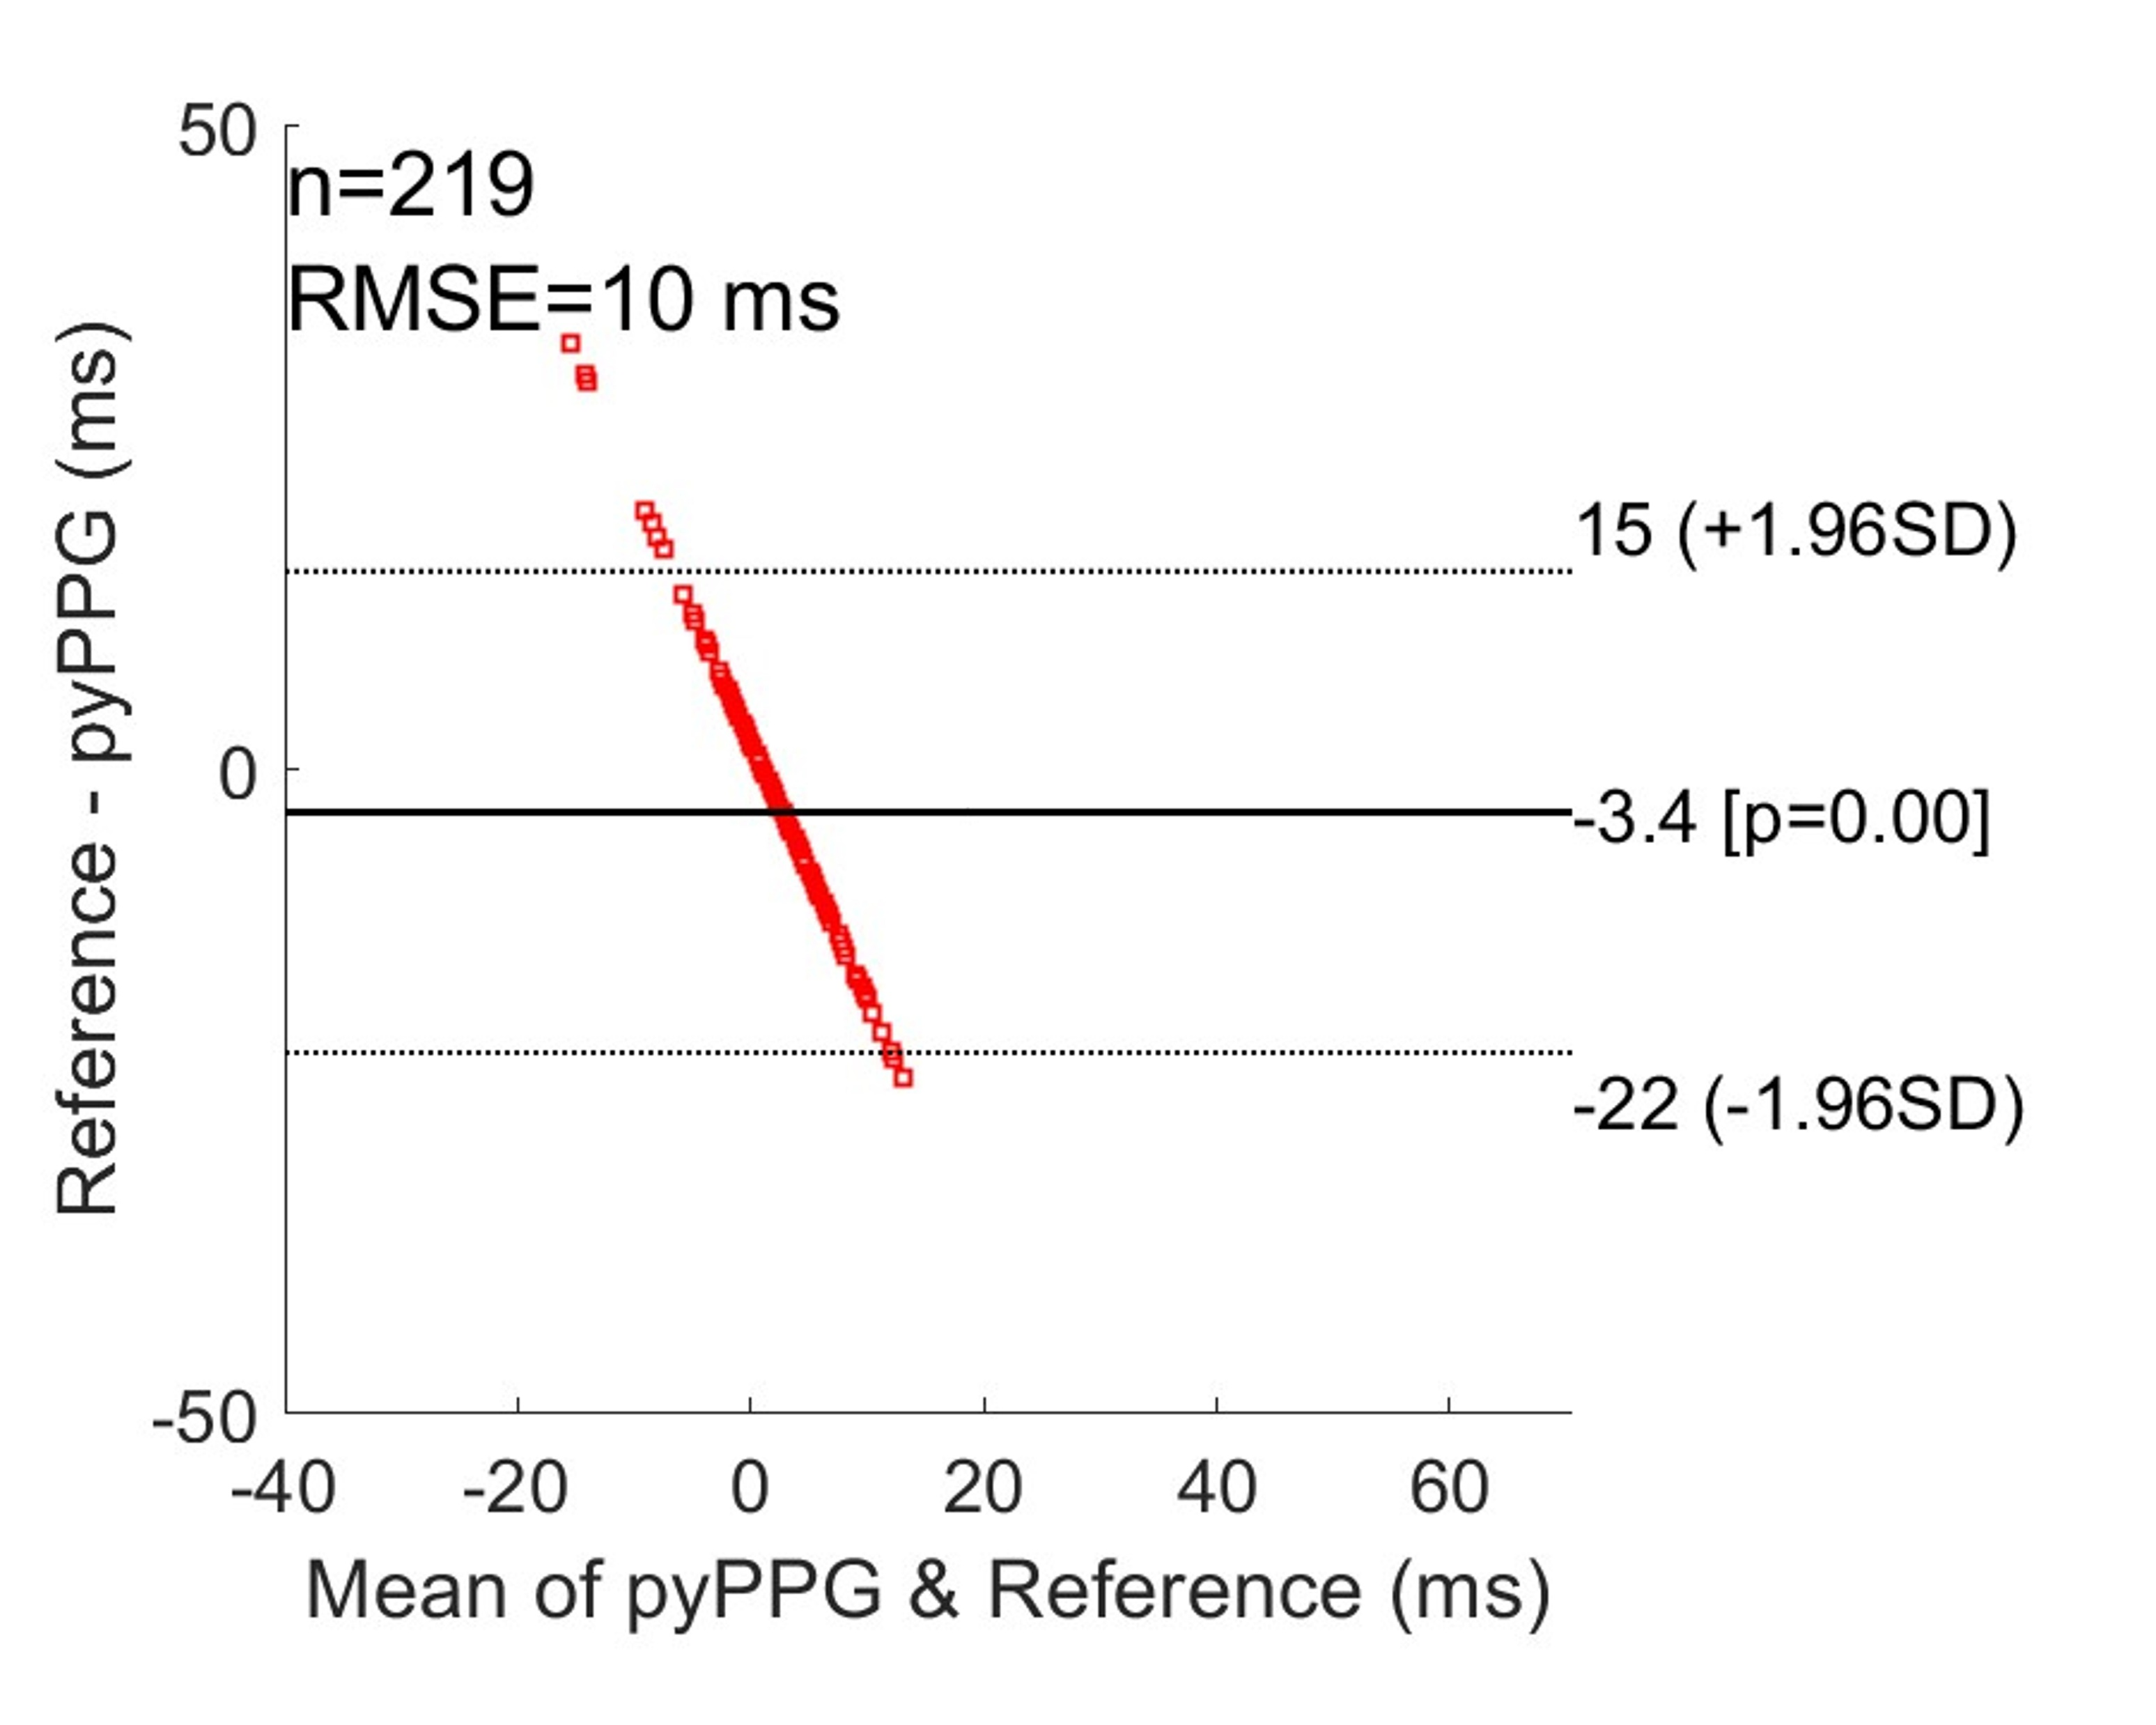 50
n=219
RMSE=10 ms
15 (+1.96SD)
0
-3.4 [p=0.00]
-22 (-1.96SD)
-50
-40 -20 0 20 40 60
Mean of pyPPG & Reference (ms)
Reference - pyPPG (ms)